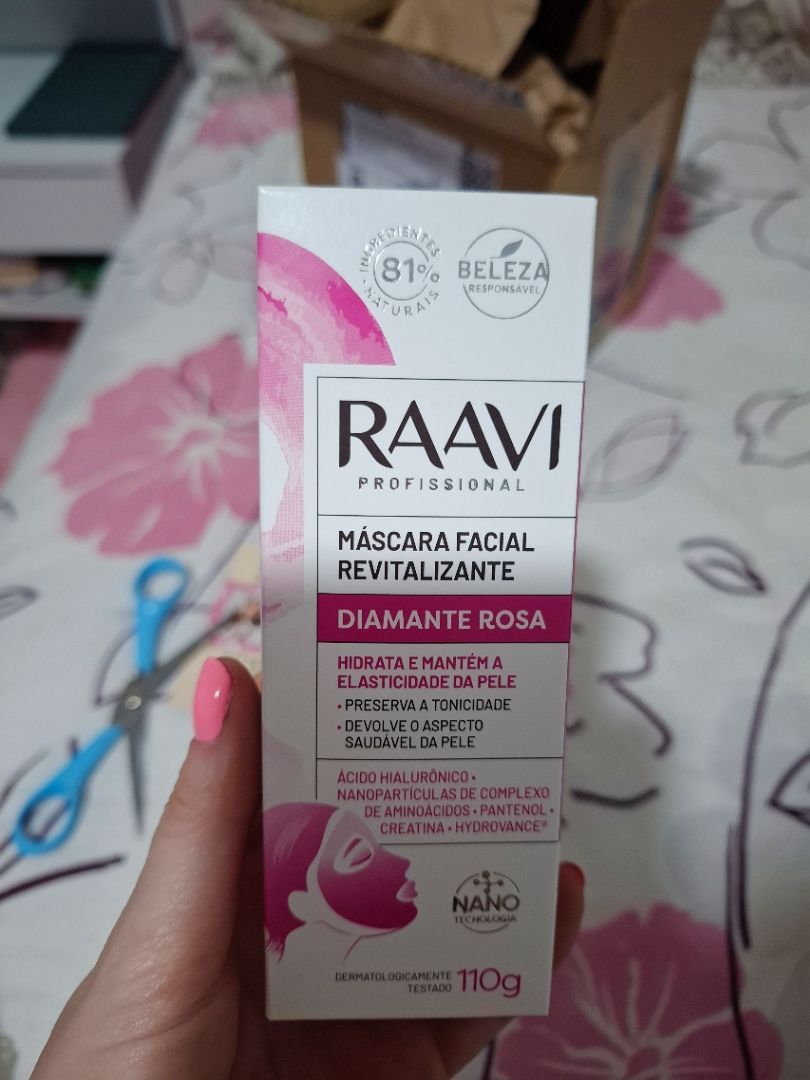 INGREDIENTES
81%
NATURAIS
BELEZA
RESPONSÁVEL
RAAVI
PROFISSIONAL
MÁSCARA FACIAL
REVITALIZANTE
DIAMANTE ROSA
HIDRATA E MANTÉM A
ELASTICIDADE DA PELE
• PRESERVA A TONICIDADE
• DEVOLVE O ASPECTO
SAUDÁVEL DA PELE
ÁCIDO HIALURÔNICO •
NANOPARTÍCULAS DE COMPLEXO
DE AMINOÁCIDOS • PANTENOL •
CREATINA • HYDROVANCE®
NANO
TECNOLOGIA
DERMATOLOGICAMENTE
TESTADO 110g